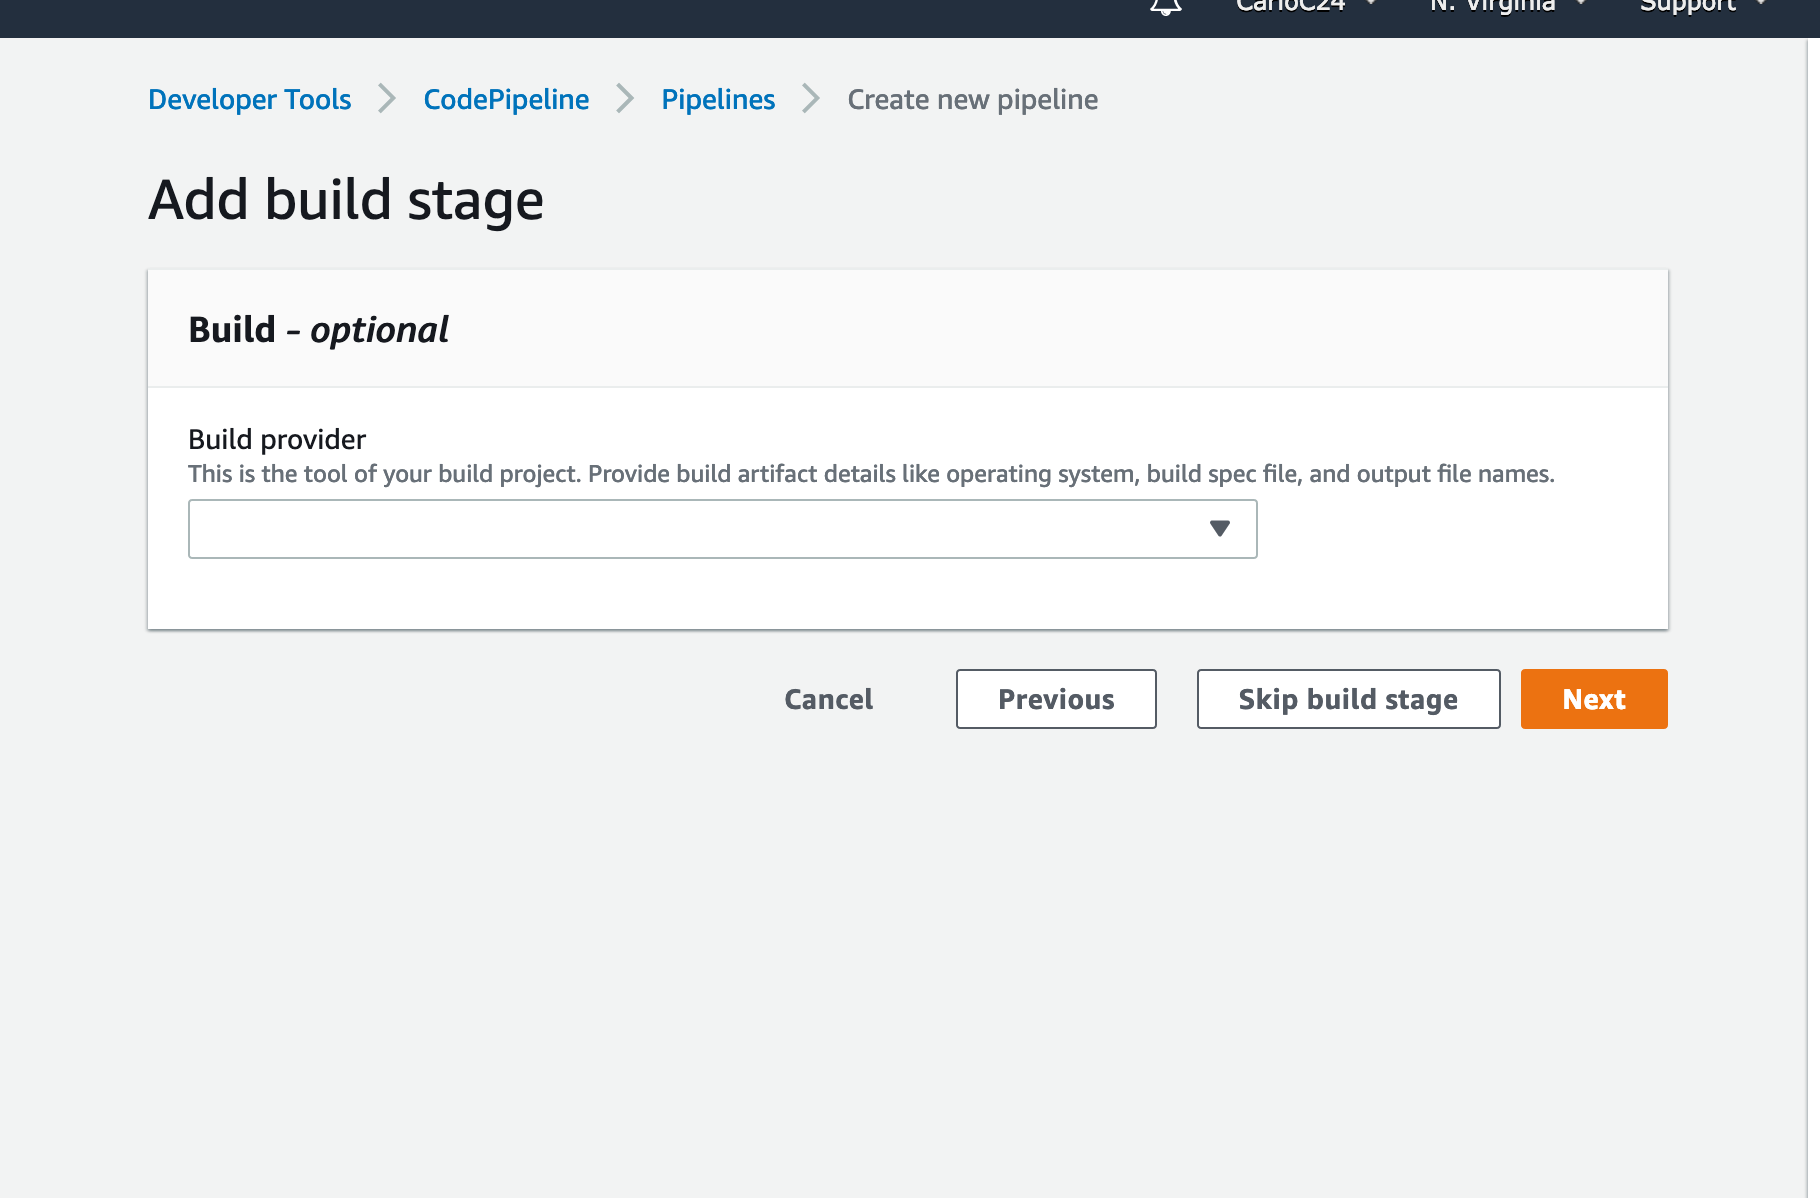 CarloC24 N. Virginia Support
Developer Tools CodePipeline Pipelines Create new pipeline
Add build stage
Build – optional
Build provider
This is the tool of your build project. Provide build artifact details like operating system, build spec file, and output file names.
Cancel Previous Skip build stage Next